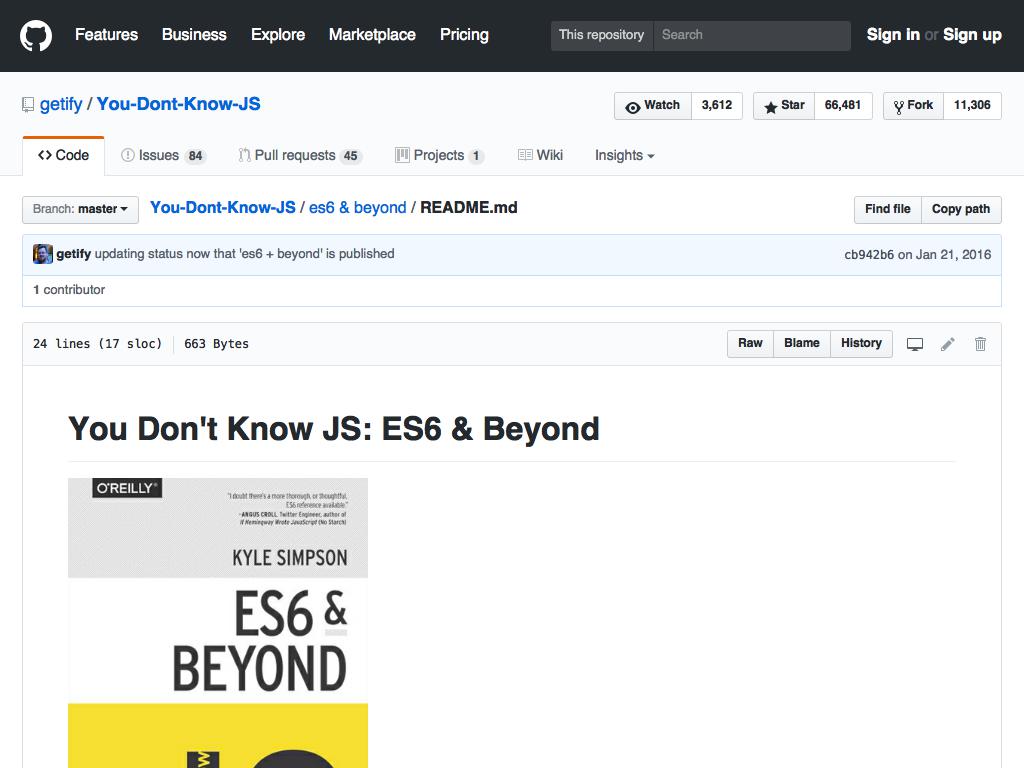 Features Business Explore Marketplace Pricing This repository Search Sign in or Sign up
getify / You-Dont-Know-JS Watch 3,612 Star 66,481 Fork 11,306
<> Code Issues 84 Pull requests 45 Projects 1 Wiki Insights
Branch: master You-Dont-Know-JS / es6 & beyond / README.md Find file Copy path
getify updating status now that 'es6 + beyond' is published cb942b6 on Jan 21, 2016
1 contributor
24 lines (17 sloc) 663 Bytes Raw Blame History
You Don't Know JS: ES6 & Beyond
O'REILLY®
"I doubt there's a more thorough, or thoughtful,
ES6 reference available."
-ANGUS CROLL, Twitter Engineer, author of
If Hemingway Wrote JavaScript (No Starch)
KYLE SIMPSON
ES6 &
BEYOND
W